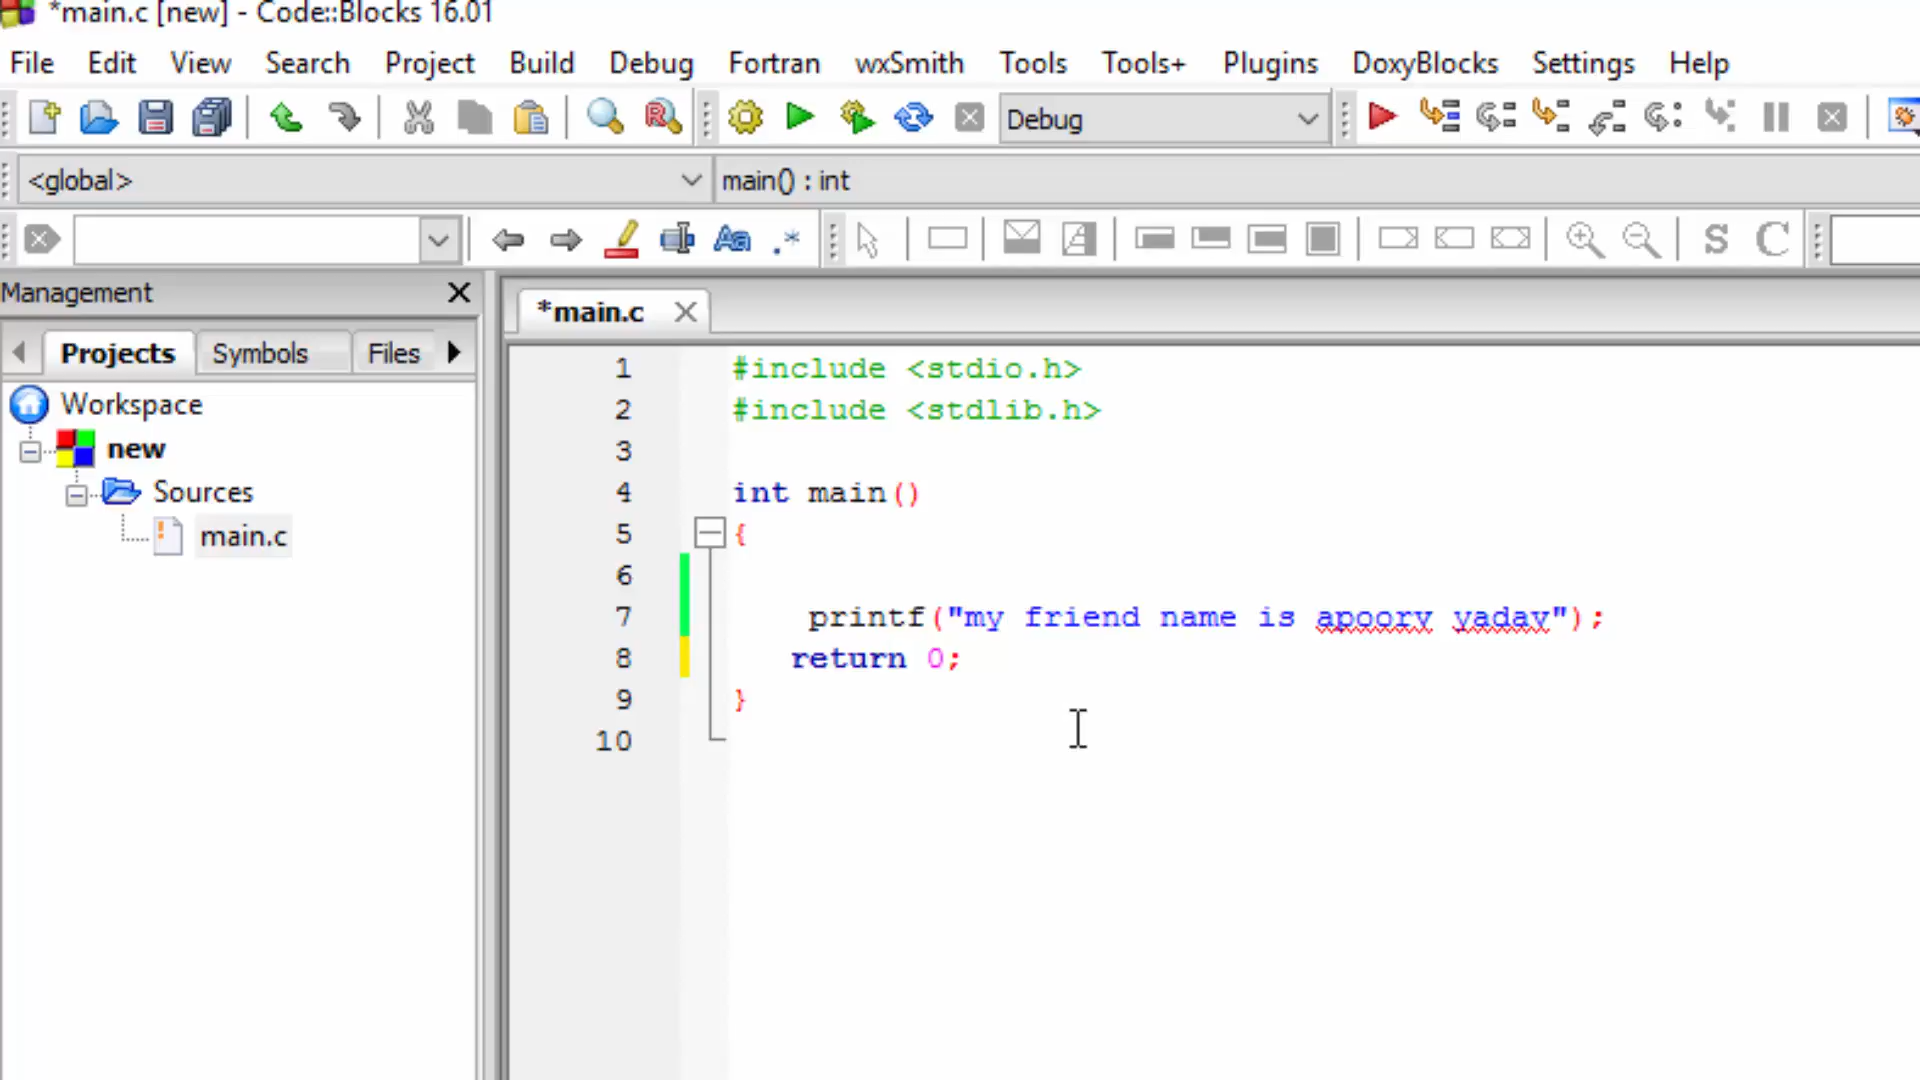 *main.c [new] - Code::Blocks 16.01
File Edit View Search Project Build Debug Fortran wxSmith Tools Tools+ Plugins DoxyBlocks Settings Help
Debug
<global> main() : int
Management
Projects Symbols Files
*main.c
Workspace
new
Sources
main.c
1 #include <stdio.h>
2 #include <stdlib.h>
3
4 int main()
5 {
6
7 printf("my friend name is apoorv yadav");
8 return 0;
9 }
10